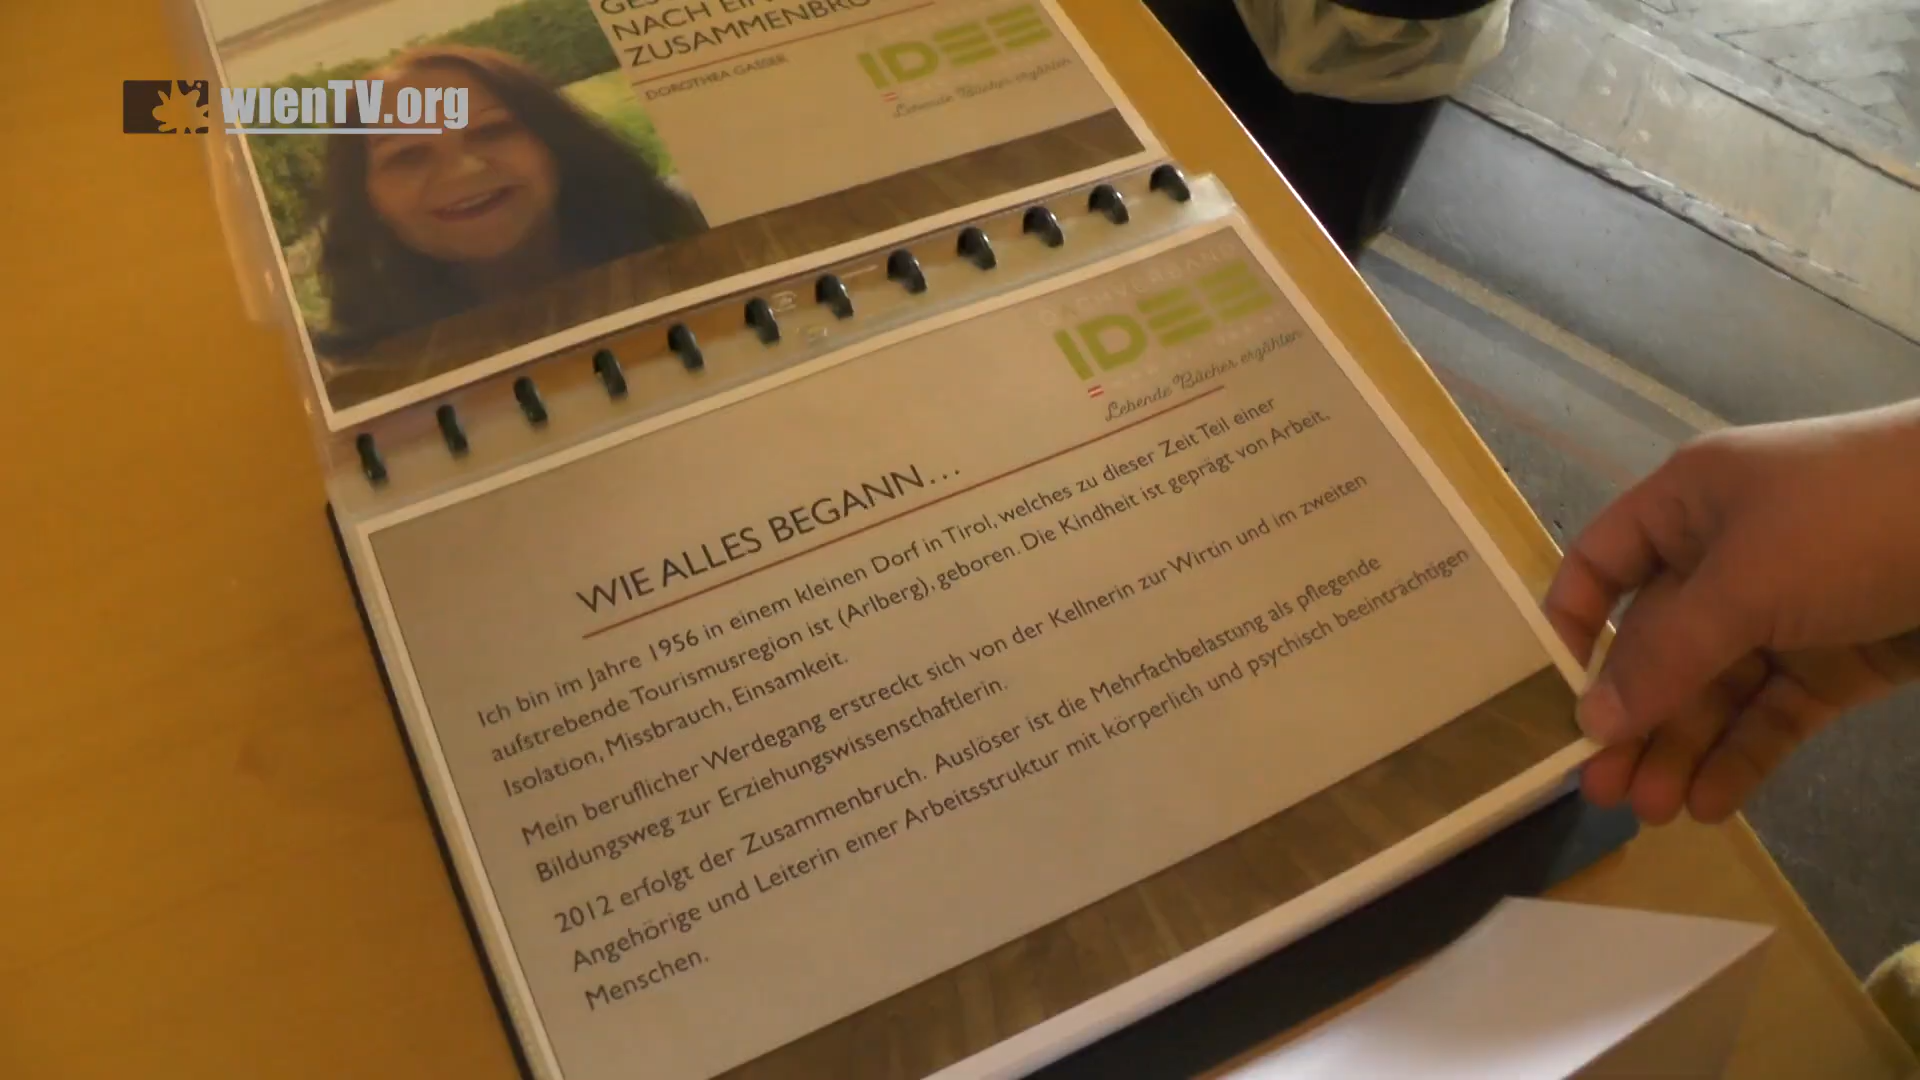 wienTV.org
NACH EIN
ZUSAMMENBRU
DOROTHEA GASSER
IDEE
Lebende Bücher erzählen
DACHVERBAND
IDEE
Lebende Bücher erzählen
WIE ALLES BEGANN…
Ich bin im Jahre 1956 in einem kleinen Dorf in Tirol, welches zu dieser Zeit Teil einer
aufstrebende Tourismusregion ist (Arlberg), geboren. Die Kindheit ist geprägt von Arbeit,
Isolation, Missbrauch, Einsamkeit.
Mein beruflicher Werdegang erstreckt sich von der Kellnerin zur Wirtin und im zweiten
Bildungsweg zur Erziehungswissenschaftlerin.
2012 erfolgt der Zusammenbruch. Auslöser ist die Mehrfachbelastung als pflegende
Angehörige und Leiterin einer Arbeitsstruktur mit körperlich und psychisch beeinträchtigen
Menschen.